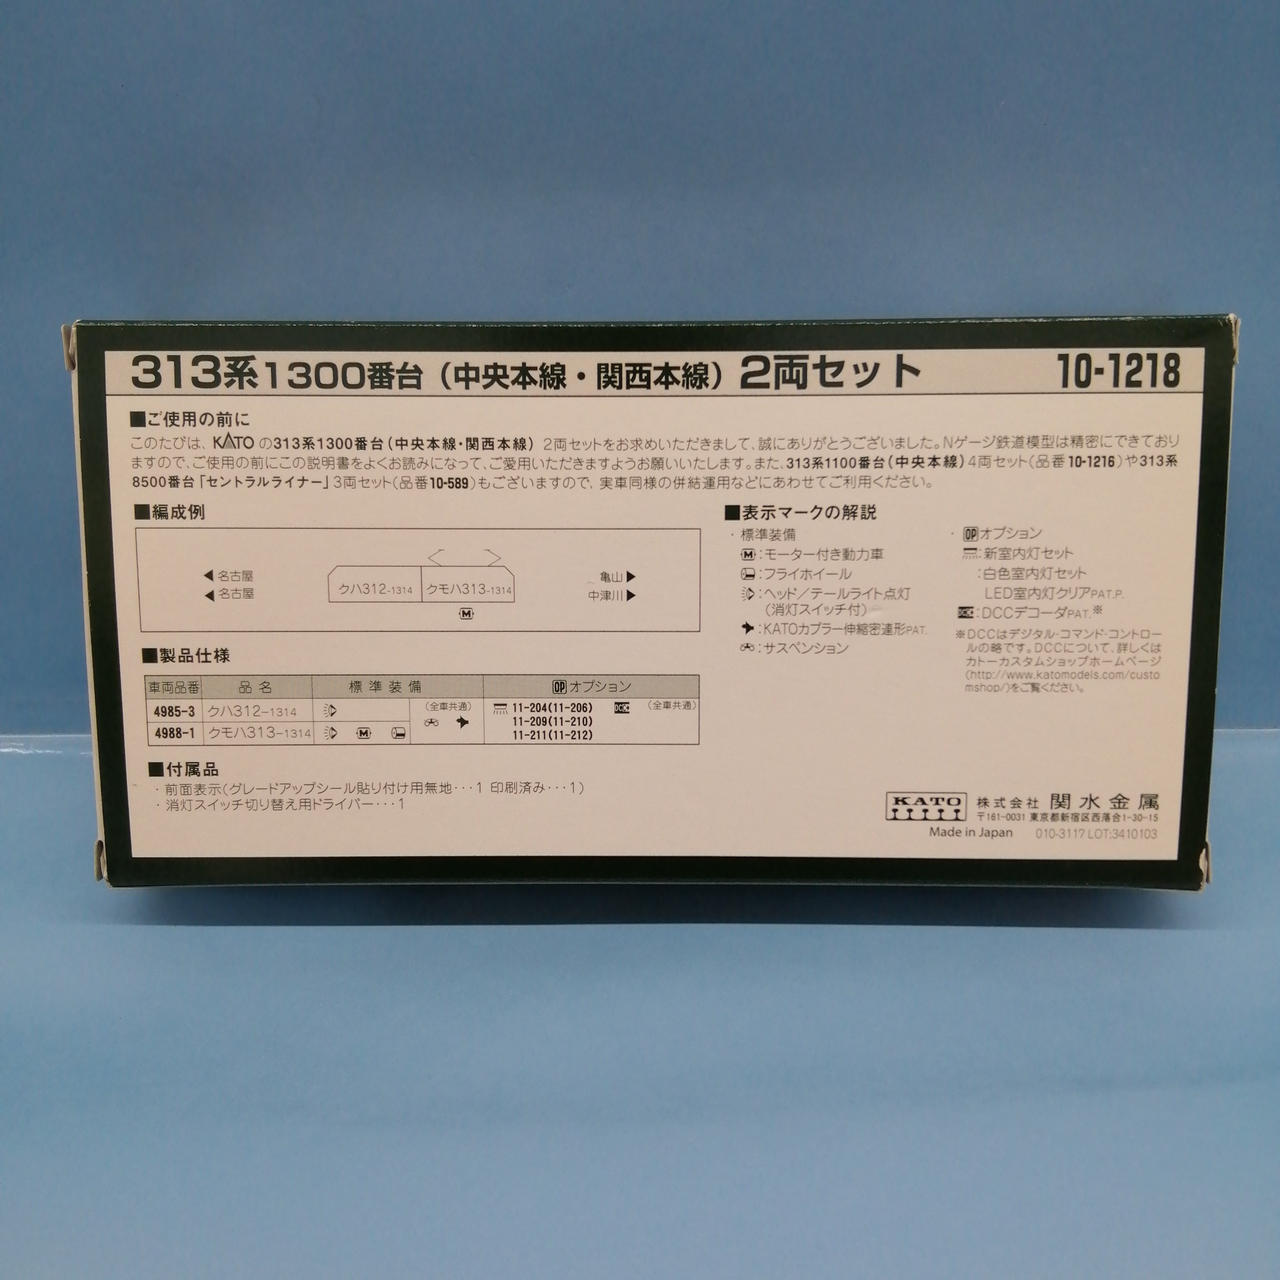 313系1300番台（中央本線・関西本線）2両セット 10-1218
■ご使用の前に
このたびは、KATOの313系1300番台(中央本線・関西本線) 2両セットをお求めいただきまして、誠にありがとうございました。Nゲージ鉄道模型は精密にできており
ますので、ご使用の前にこの説明書をよくお読みになって、ご愛用いただきますようお願いいたします。また、313系1100番台(中央本線)4両セット(品番10-1216)や313系
8500番台「セントラルライナー」3両セット(品番10-589)もございますので、実車同様の併結運用などにあわせてご利用ください。
■編成例
◀名古屋
◀名古屋
クハ312-1314 クモハ313-1314
M
亀山▶
中津川▶
■製品仕様
車両品番 品名 標準装備 OPオプション
4985-3 クハ312-1314 (全車共通) 11-204(11-206) (全車共通)
11-209(11-210)
4988-1 クモハ313-1314 M 11-211(11-212)
■付属品
・前面表示(グレードアップシール貼り付け用無地・・・1 印刷済み・・・1)
・消灯スイッチ切り替え用ドライバー・・・1
■表示マークの解説
・標準装備
M:モーター付き動力車
:フライホイール
:ヘッド／テールライト点灯
(消灯スイッチ付)
:KATOカプラー伸縮密連形PAT.
:サスペンション
・OPオプション
:新室内灯セット
:白色室内灯セット
LED室内灯クリアPAT.P.
:DCCデコーダPAT.※
※DCCはデジタル・コマンド・コントロー
ルの略です。DCCについて、詳しくは
カトーカスタムショップホームページ
(http://www.katomodels.com/custo
mshop/)をご覧ください。
KATO 株式会社 関水金属
〒161-0031 東京都新宿区西落合1-30-15
Made in Japan 010-3117 LOT:3410103